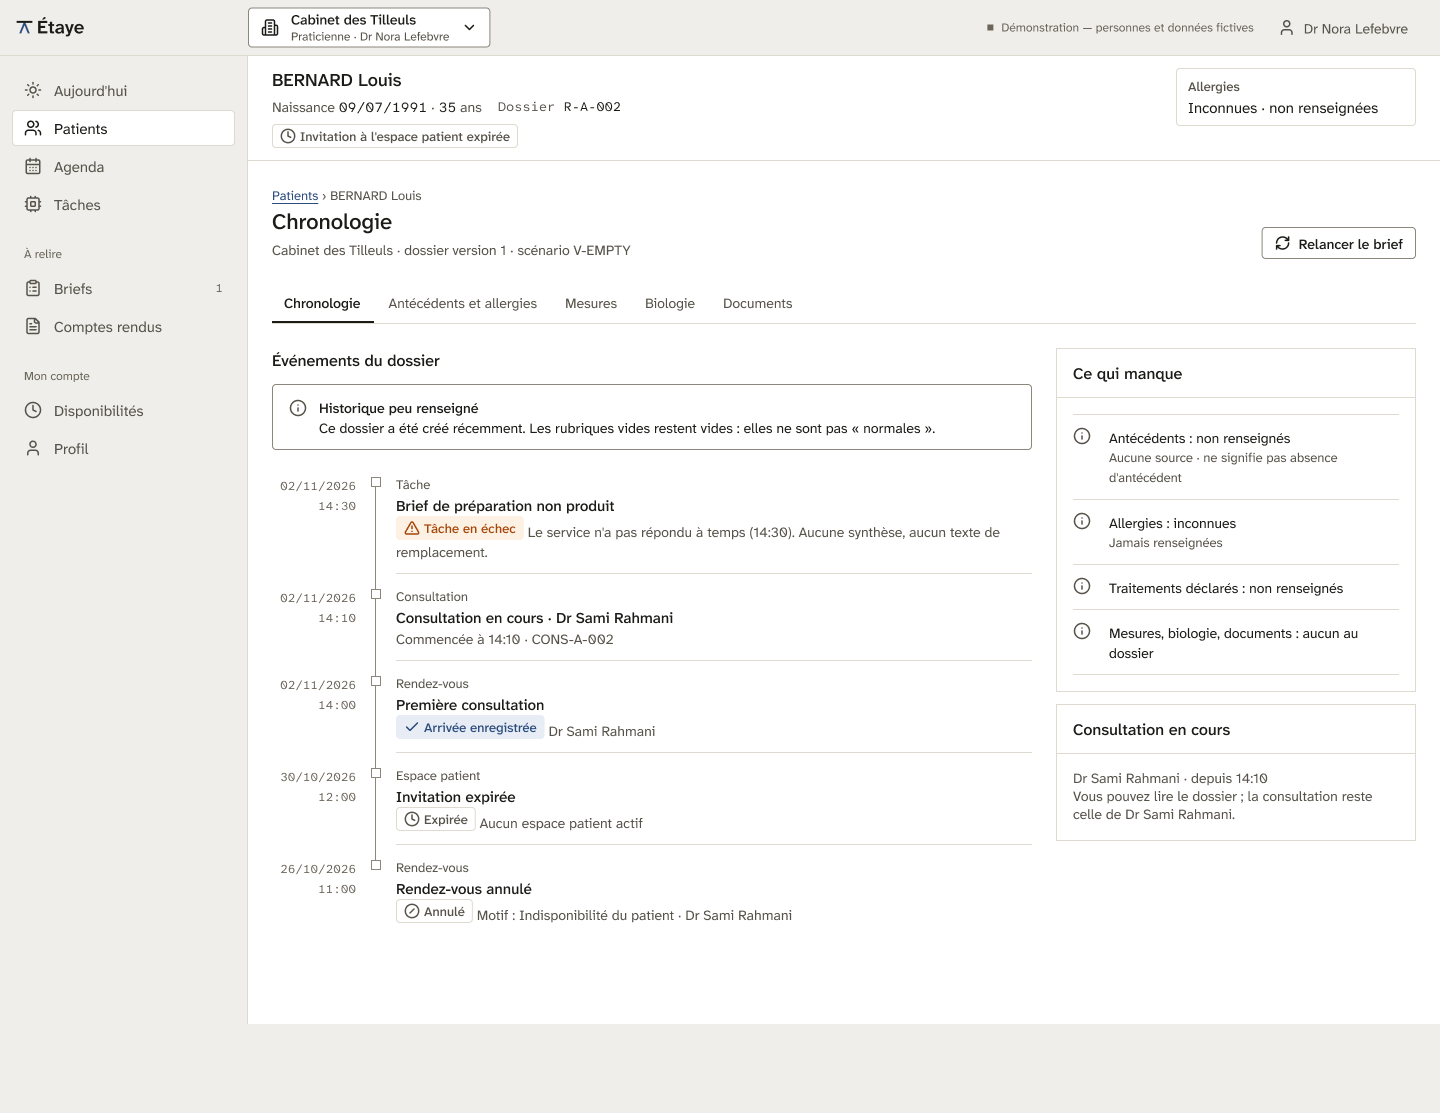 Étaye
Cabinet des Tilleuls
Praticienne · Dr Nora Lefebvre
Démonstration — personnes et données fictives
Dr Nora Lefebvre
Aujourd'hui
Patients
Agenda
Tâches
À relire
Briefs 1
Comptes rendus
Mon compte
Disponibilités
Profil
BERNARD Louis
Naissance 09/07/1991 · 35 ans Dossier R-A-002
Invitation à l'espace patient expirée
Allergies
Inconnues · non renseignées
Patients › BERNARD Louis
Chronologie
Cabinet des Tilleuls · dossier version 1 · scénario V-EMPTY
Relancer le brief
Chronologie Antécédents et allergies Mesures Biologie Documents
Événements du dossier
Historique peu renseigné
Ce dossier a été créé récemment. Les rubriques vides restent vides : elles ne sont pas « normales ».
02/11/2026
14:30
Tâche
Brief de préparation non produit
Tâche en échec Le service n'a pas répondu à temps (14:30). Aucune synthèse, aucun texte de
remplacement.
02/11/2026
14:10
Consultation
Consultation en cours · Dr Sami Rahmani
Commencée à 14:10 · CONS-A-002
02/11/2026
14:00
Rendez-vous
Première consultation
Arrivée enregistrée Dr Sami Rahmani
30/10/2026
12:00
Espace patient
Invitation expirée
Expirée Aucun espace patient actif
26/10/2026
11:00
Rendez-vous
Rendez-vous annulé
Annulé Motif : Indisponibilité du patient · Dr Sami Rahmani
Ce qui manque
Antécédents : non renseignés
Aucune source · ne signifie pas absence
d'antécédent
Allergies : inconnues
Jamais renseignées
Traitements déclarés : non renseignés
Mesures, biologie, documents : aucun au
dossier
Consultation en cours
Dr Sami Rahmani · depuis 14:10
Vous pouvez lire le dossier ; la consultation reste
celle de Dr Sami Rahmani.